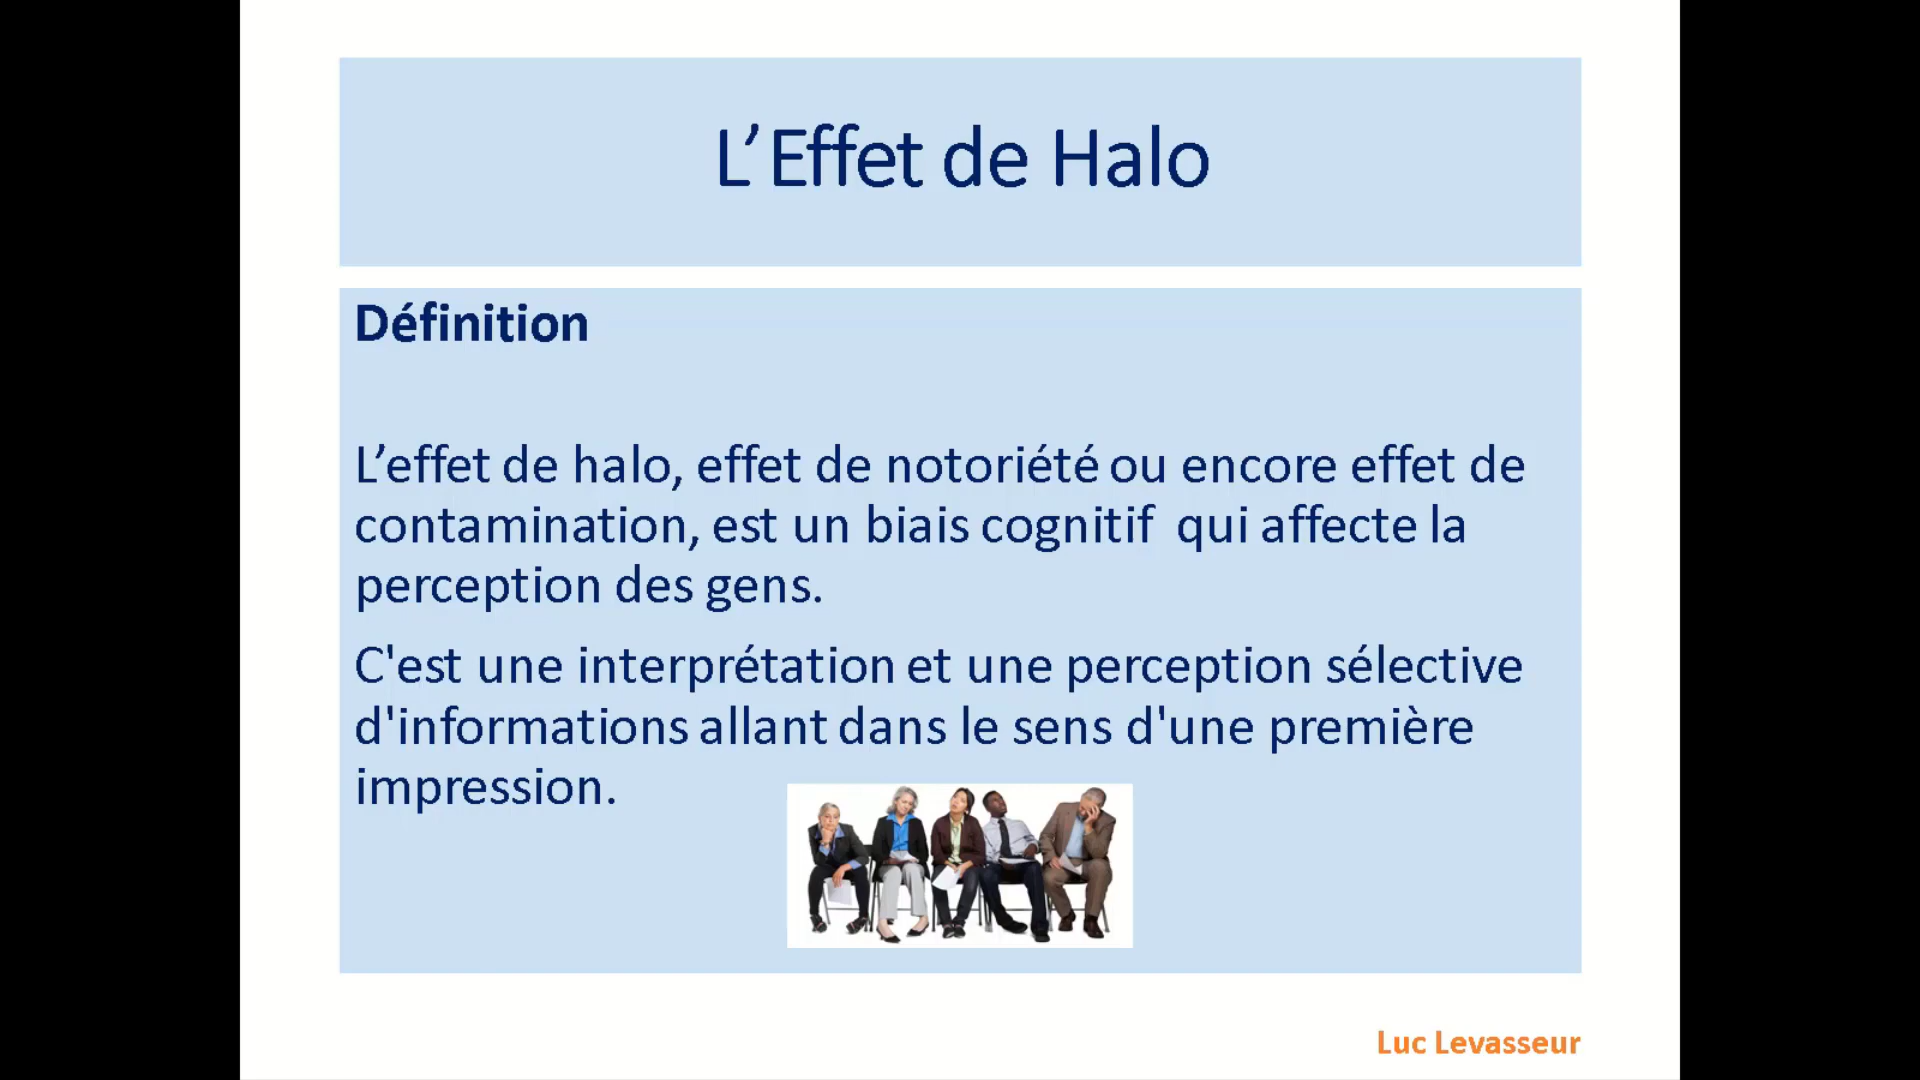 L’Effet de Halo
Définition
L’effet de halo, effet de notoriété ou encore effet de
contamination, est un biais cognitif qui affecte la
perception des gens.
C'est une interprétation et une perception sélective
d'informations allant dans le sens d'une première
impression.
Luc Levasseur